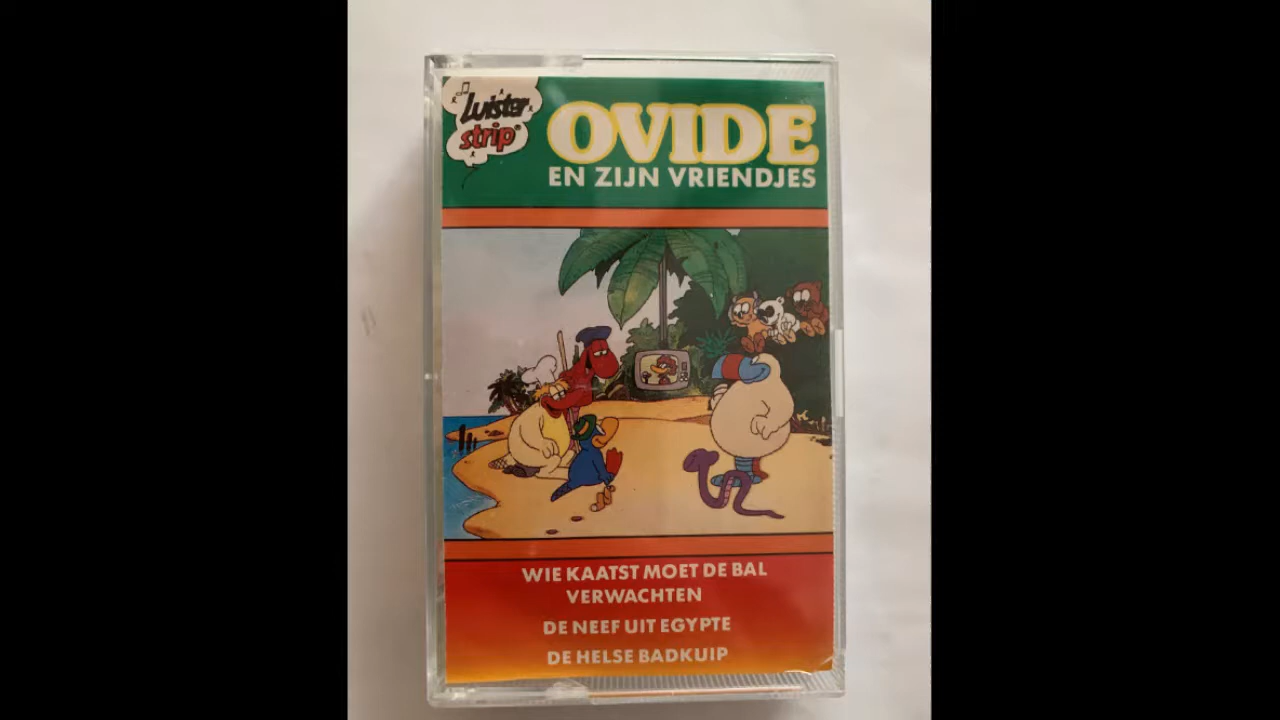 Luister
strip®
OVIDE
EN ZIJN VRIENDJES
WIE KAATST MOET DE BAL
VERWACHTEN
DE NEEF UIT EGYPTE
DE HELSE BADKUIP